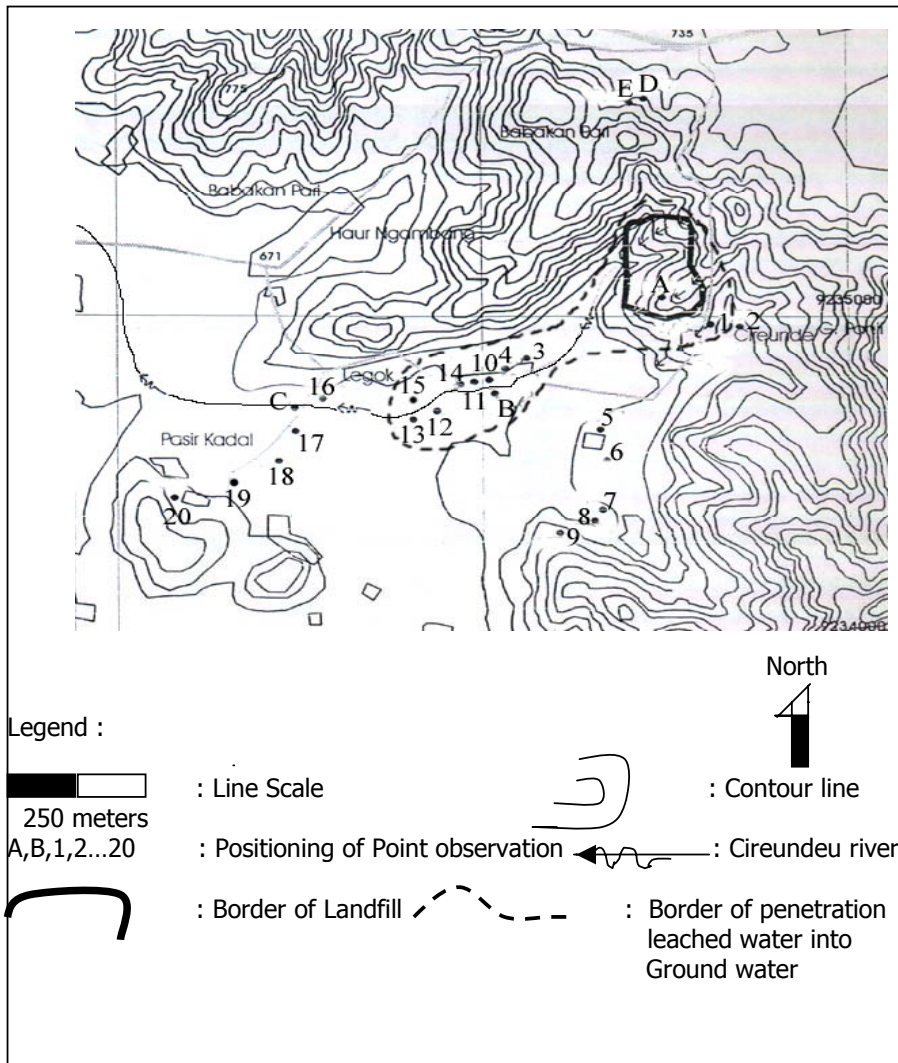 735
E D
775
Babakan Pari
Babakan Pari
Haur Ngambang
671
A
9235000
1 2
Cireunde
3
4
10
14
Legok
15
16
11
B
C
12
13
5
Pasir Kadal
17
6
18
19
20
7
8
9
9234000
North
Legend :
: Line Scale
: Contour line
250 meters
A,B,1,2...20 : Positioning of Point observation
: Cireundeu river
: Border of Landfill
: Border of penetration
leached water into
Ground water